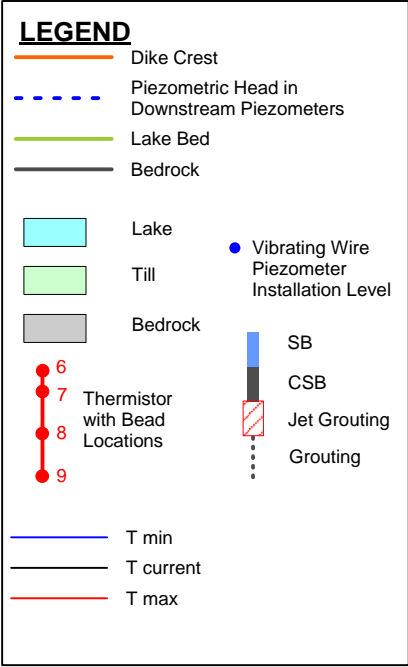 LEGEND
Dike Crest
Piezometric Head in
Downstream Piezometers
Lake Bed
Bedrock
Lake
Till
Bedrock
Vibrating Wire
Piezometer
Installation Level
6
7
8
9
Thermistor
with Bead
Locations
SB
CSB
Jet Grouting
Grouting
T min
T current
T max